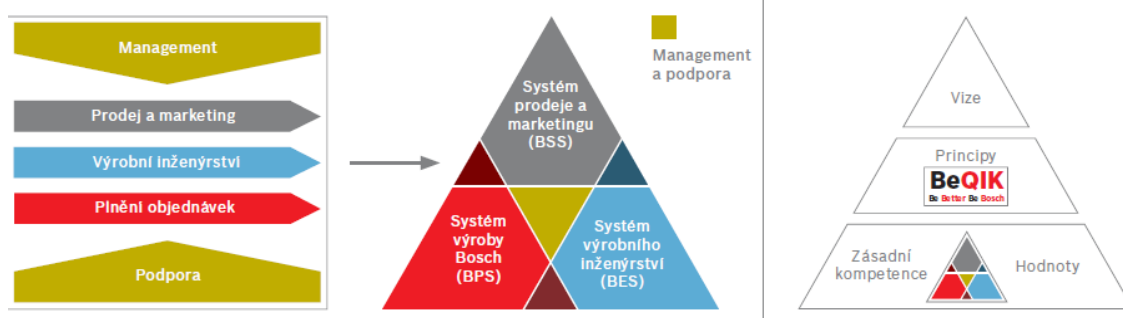 Management
Prodej a marketing
Výrobní inženýrství
Plnění objednávek
Podpora
Systém
prodeje a
marketingu
(BSS)
Systém
výroby
Bosch
(BPS)
Systém
výrobního
inženýrství
(BES)
Management
a podpora
Vize
Principy
BeQIK
Be Better Be Bosch
Zásadní
kompetence
Hodnoty